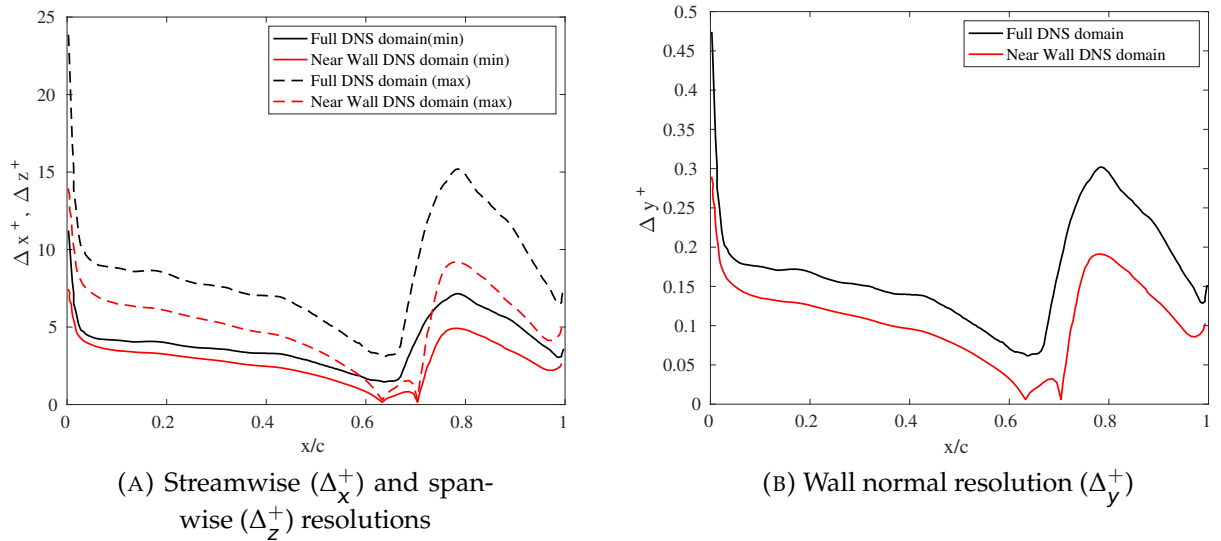 25
20
15
10
5
0
Δ x⁺ , Δ z⁺
Full DNS domain(min)
Near Wall DNS domain (min)
Full DNS domain (max)
Near Wall DNS domain (max)
0 0.2 0.4 0.6 0.8 1
x/c
(A) Streamwise (Δₓ⁺) and span-
wise (Δ_z⁺) resolutions
0.5
0.45
0.4
0.35
0.3
0.25
0.2
0.15
0.1
0.05
0
Δ y⁺
Full DNS domain
Near Wall DNS domain
0 0.2 0.4 0.6 0.8 1
x/c
(B) Wall normal resolution (Δ_y⁺)